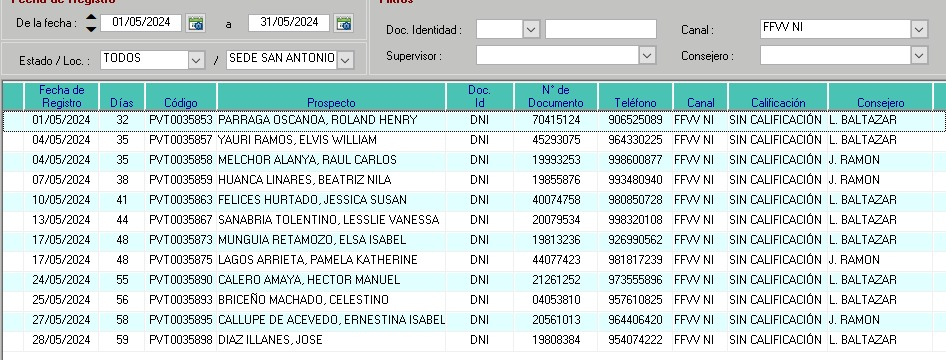 Fecha de Registro
Filtros
De la fecha : 01/05/2024 a 31/05/2024
Doc. Identidad :
Canal : FFVV NI
Estado / Loc. : TODOS / SEDE SAN ANTONIO
Supervisor :
Consejero :
Fecha de Registro Días Código Prospecto Doc. Id N° de Documento Teléfono Canal Calificación Consejero
01/05/2024 32 PVT0035853 PARRAGA OSCANOA, ROLAND HENRY DNI 70415124 906525089 FFVV NI SIN CALIFICACIÓN L. BALTAZAR
04/05/2024 35 PVT0035857 YAURI RAMOS, ELVIS WILLIAM DNI 45293075 964330225 FFVV NI SIN CALIFICACIÓN L. BALTAZAR
04/05/2024 35 PVT0035858 MELCHOR ALANYA, RAUL CARLOS DNI 19993253 998600877 FFVV NI SIN CALIFICACIÓN J. RAMON
07/05/2024 38 PVT0035859 HUANCA LINARES, BEATRIZ NILA DNI 19855876 993480940 FFVV NI SIN CALIFICACIÓN J. RAMON
10/05/2024 41 PVT0035863 FELICES HURTADO, JESSICA SUSAN DNI 40074758 980850728 FFVV NI SIN CALIFICACIÓN L. BALTAZAR
13/05/2024 44 PVT0035867 SANABRIA TOLENTINO, LESSLIE VANESSA DNI 20079534 998320108 FFVV NI SIN CALIFICACIÓN L. BALTAZAR
17/05/2024 48 PVT0035873 MUNGUIA RETAMOZO, ELSA ISABEL DNI 19813236 926990562 FFVV NI SIN CALIFICACIÓN L. BALTAZAR
17/05/2024 48 PVT0035875 LAGOS ARRIETA, PAMELA KATHERINE DNI 44077423 981817239 FFVV NI SIN CALIFICACIÓN J. RAMON
24/05/2024 55 PVT0035890 CALERO AMAYA, HECTOR MANUEL DNI 21261252 973555896 FFVV NI SIN CALIFICACIÓN L. BALTAZAR
25/05/2024 56 PVT0035893 BRICEÑO MACHADO, CELESTINO DNI 04053810 957610825 FFVV NI SIN CALIFICACIÓN L. BALTAZAR
27/05/2024 58 PVT0035895 CALLUPE DE ACEVEDO, ERNESTINA ISABEL DNI 20561013 964406420 FFVV NI SIN CALIFICACIÓN J. RAMON
28/05/2024 59 PVT0035898 DIAZ ILLANES, JOSE DNI 19808384 954074222 FFVV NI SIN CALIFICACIÓN L. BALTAZAR